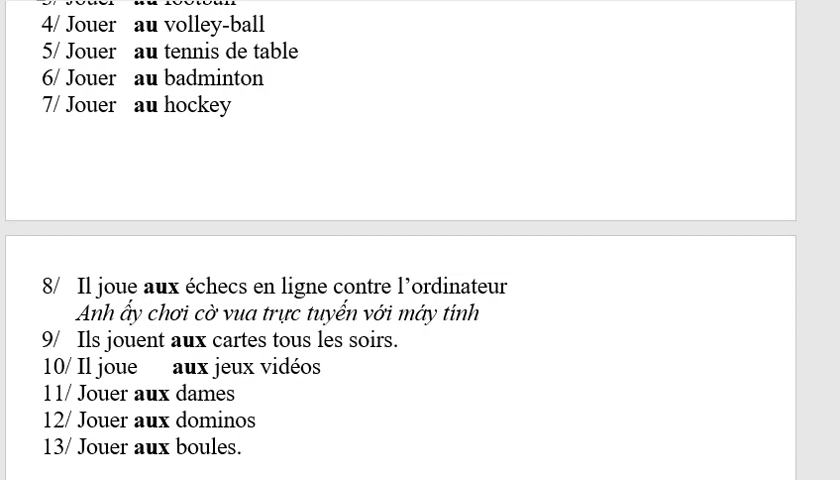 4/ Jouer au volley-ball
5/ Jouer au tennis de table
6/ Jouer au badminton
7/ Jouer au hockey
8/ Il joue aux échecs en ligne contre l’ordinateur
Anh ấy chơi cờ vua trực tuyến với máy tính
9/ Ils jouent aux cartes tous les soirs.
10/ Il joue aux jeux vidéos
11/ Jouer aux dames
12/ Jouer aux dominos
13/ Jouer aux boules.